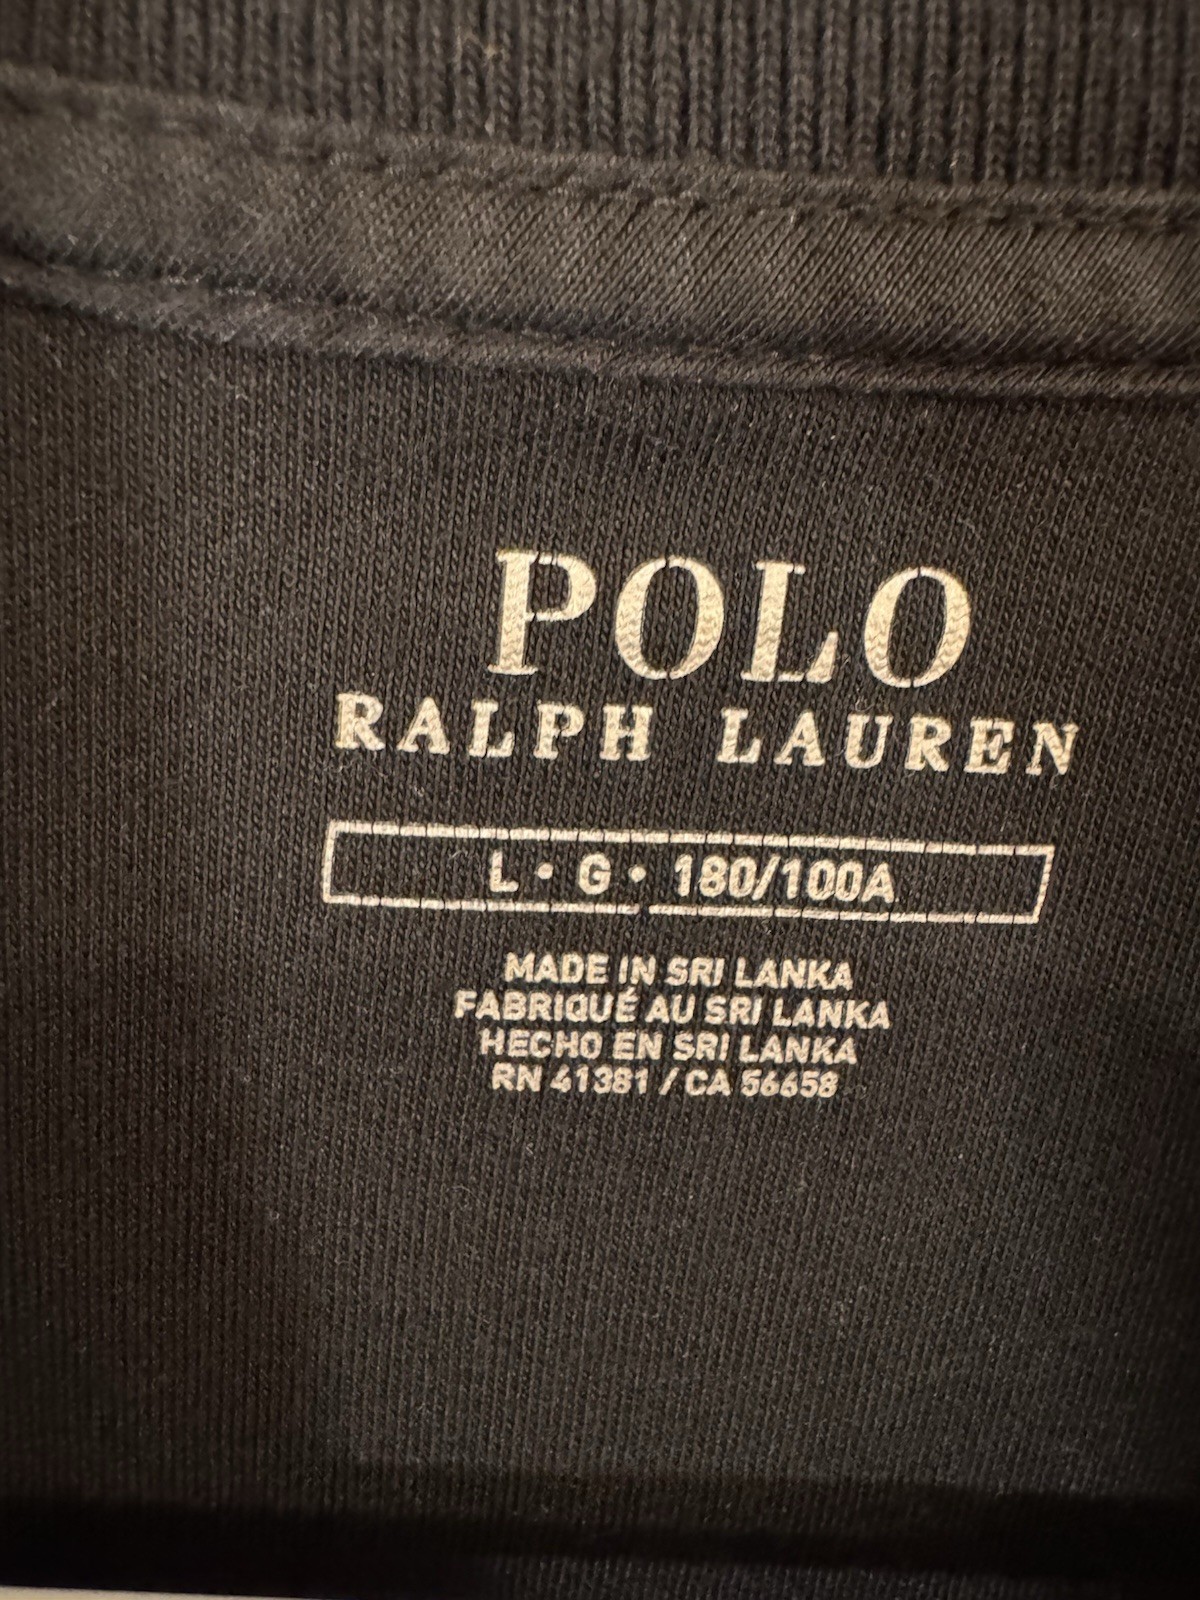 POLO
RALPH LAUREN
L • G • 180/100A
MADE IN SRI LANKA
FABRIQUÉ AU SRI LANKA
HECHO EN SRI LANKA
RN 41381 / CA 56658